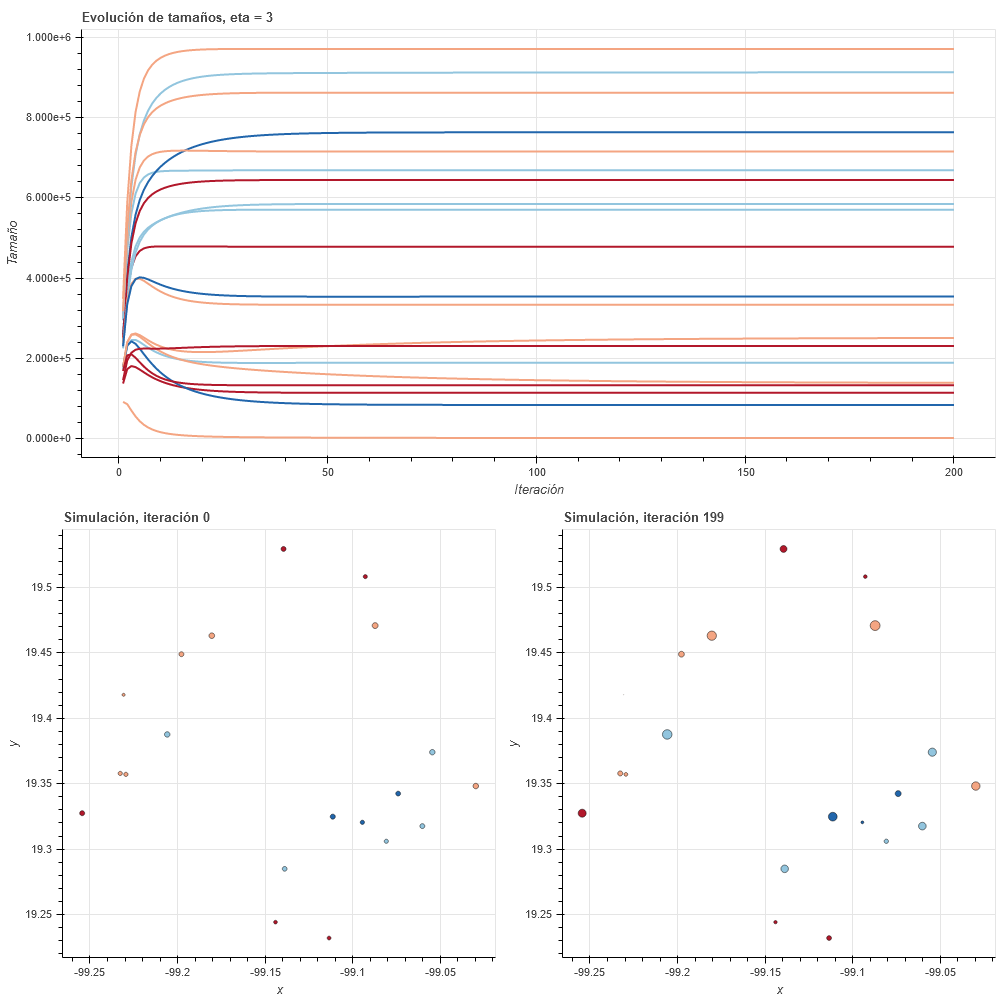 Evolución de tamaños, eta = 3
1.000e+6
8.000e+5
6.000e+5
4.000e+5
2.000e+5
0.000e+0
Tamaño
0
50
100
150
200
Iteración
Simulación, iteración 0
19.5
19.45
19.4
19.35
19.3
19.25
y
-99.25
-99.2
-99.15
-99.1
-99.05
x
Simulación, iteración 199
19.5
19.45
19.4
19.35
19.3
19.25
y
-99.25
-99.2
-99.15
-99.1
-99.05
x